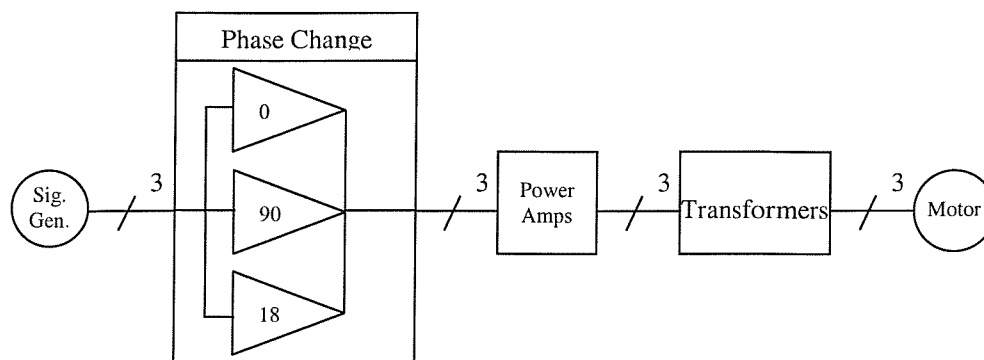 Phase Change
0
Sig.
Gen.
3
90
3
Power
Amps
3
Transformers
3
Motor
18